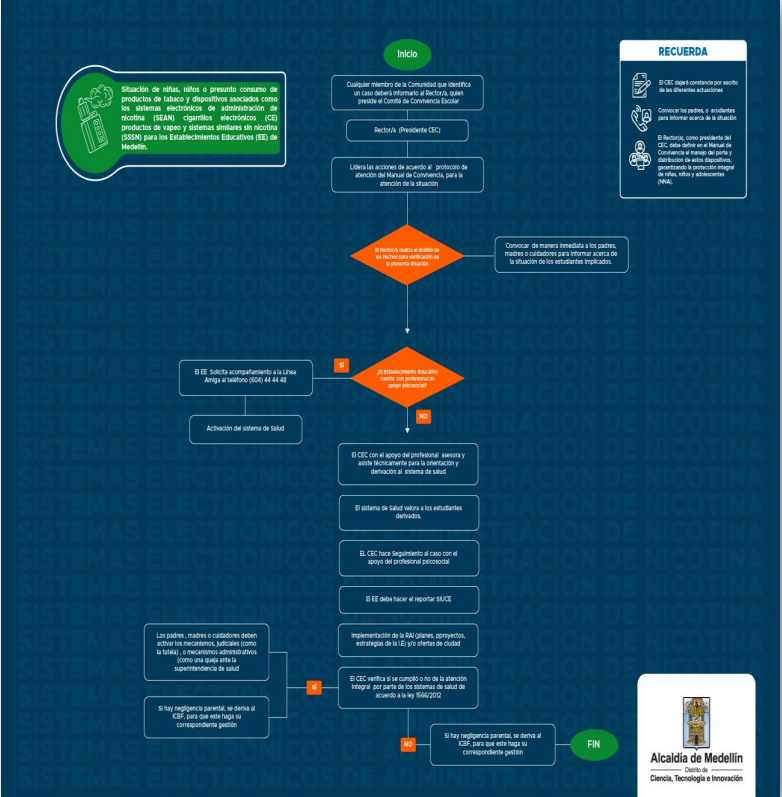 Inicio
Situación de niñas, niños o presunto consumo de
productos de tabaco y dispositivos asociados como
los sistemas electrónicos de administración de
nicotina (SEAN) cigarrillos electrónicos (CE)
productos de vapeo y sistemas similares sin nicotina
(SSSN) para los Establecimientos Educativos (EE) de
Medellín.
RECUERDA
El CEC dejará constancia por escrito
de las diferentes actuaciones
Convocar los padres, o acudientes
para informar acerca de la situación
El Rector(a), como presidente del
CEC, debe definir en el Manual de
Convivencia el manejo del porte y
distribucion de estos dispositivos,
garantizando la protección integral
de niñas, niños y adolescentes
(NNA).
Cualquier miembro de la Comunidad que identifica
un caso deberá informarlo al Rector/a, quien
preside el Comité de Convivencia Escolar
Rector/a (Presidente CEC)
Lidera las acciones de acuerdo al protocolo de
atención del Manual de Convivencia, para la
atención de la situación
El Rector/a realiza el análisis de
los hechos para verificación de
la presunta situación
Convocar de manera inmediata a los padres,
madres o cuidadores para informar acerca de
la situación de los estudiantes implicados.
¿El Establecimiento Educativo
cuenta con profesional de
apoyo psicosocial?
SÍ
El EE Solicita acompañamiento a la Línea
Amiga al teléfono (604) 44 44 48
Activación del sistema de Salud
NO
El CEC con el apoyo del profesional asesora y
asiste técnicamente para la orientación y
derivación al sistema de salud
El sistema de Salud valora a los estudiantes
derivados.
EL CEC hace Seguimiento al caso con el
apoyo del profesional psicosocial
El EE debe hacer el reportar SIUCE
Implementación de la RAI (planes, pproyectos,
estrategias de la I.E) y/o ofertas de ciudad
El CEC verifica si se cumplió o no de la atención
integral por parte de los sistemas de salud de
acuerdo a la ley 1566/2012
SÍ
Los padres , madres o cuidadores deben
activar los mecanismos, judiciales (como
la tutela) , o mecanismos administrativos
(como una queja ante la
superintendencia de salud
Si hay negligencia parental, se deriva al
ICBF, para que este haga su
correspondiente gestión
NO
Si hay negligencia parental, se deriva al
ICBF, para que este haga su
correspondiente gestión
FIN
Alcaldía de Medellín
Distrito de
Ciencia, Tecnología e Innovación